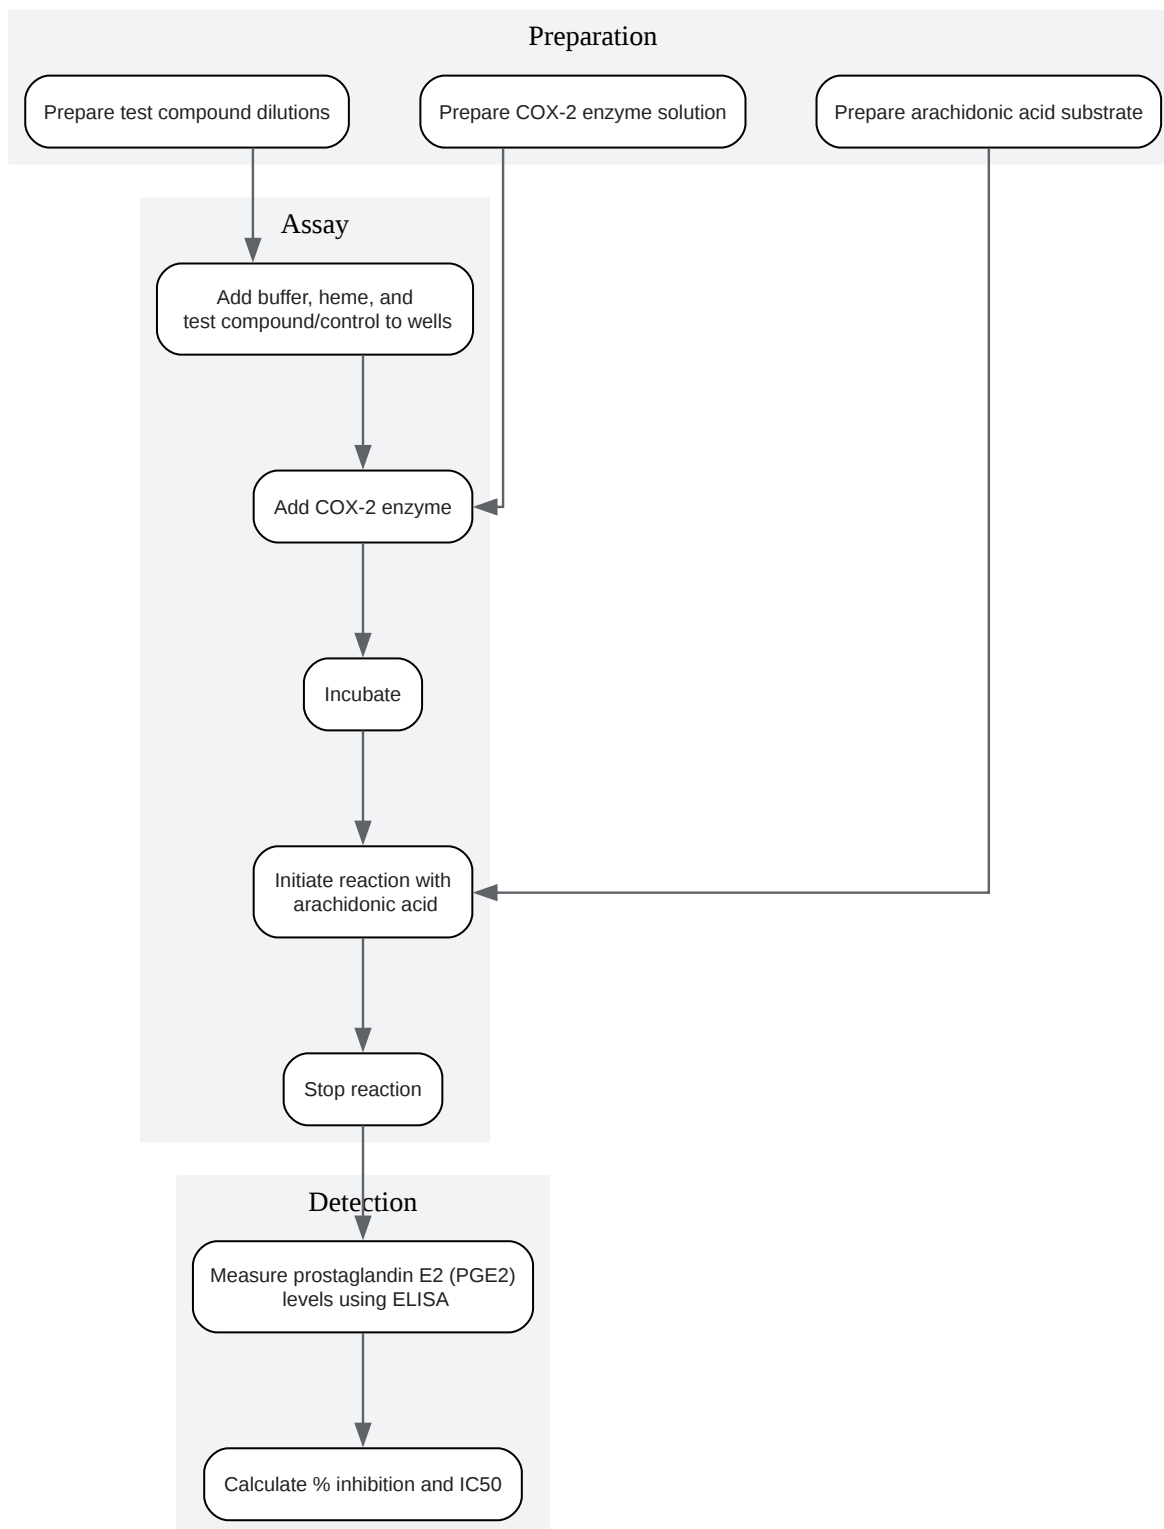 Preparation
Prepare test compound dilutions
Prepare COX-2 enzyme solution
Prepare arachidonic acid substrate
Assay
Add buffer, heme, and
test compound/control to wells
Add COX-2 enzyme
Incubate
Initiate reaction with
arachidonic acid
Stop reaction
Detection
Measure prostaglandin E2 (PGE2)
levels using ELISA
Calculate % inhibition and IC50